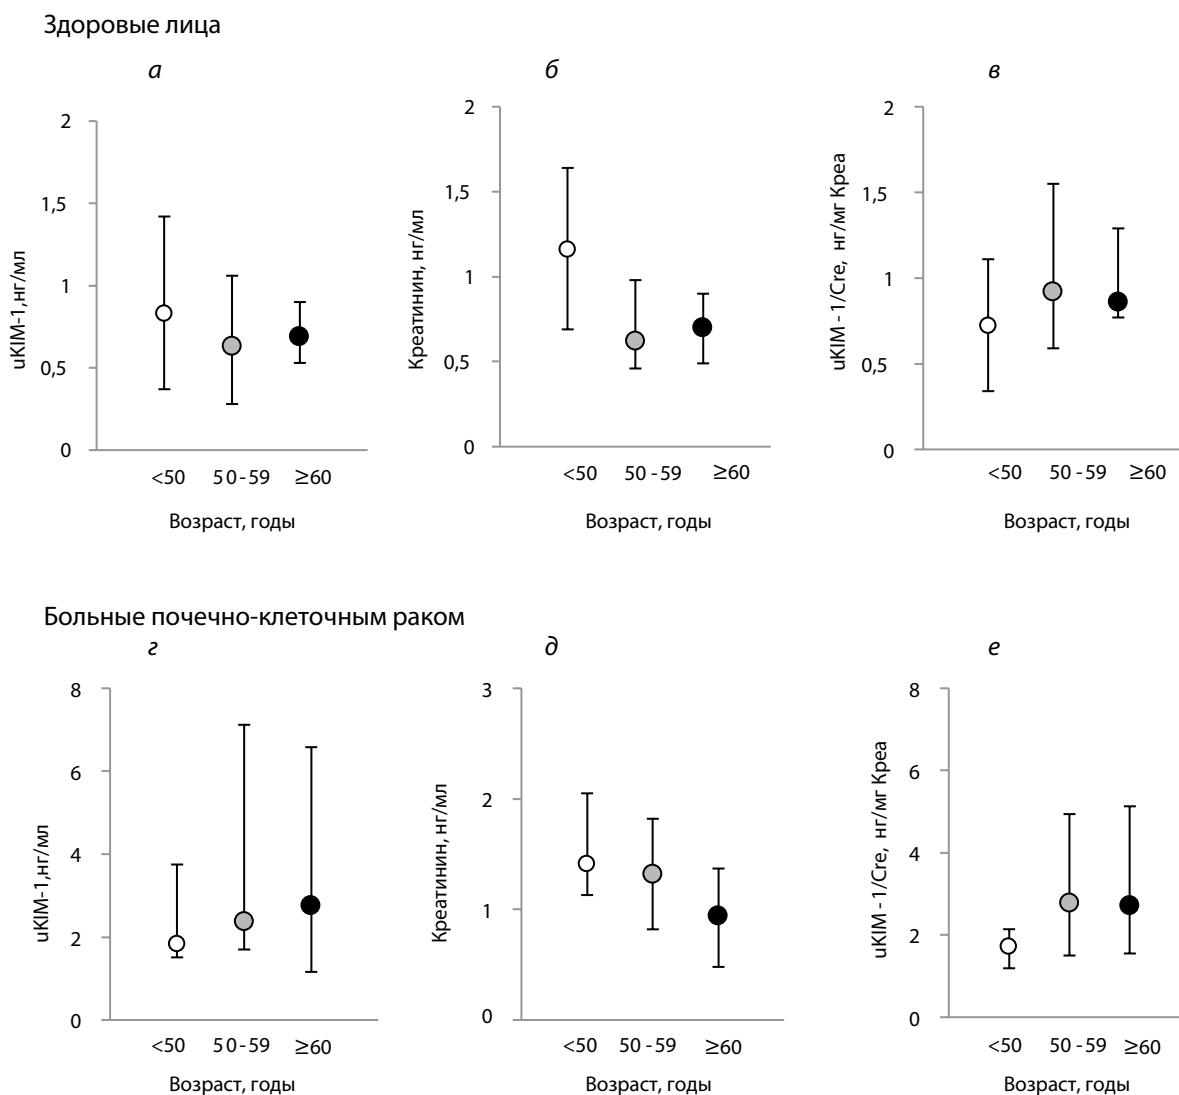 Здоровые лица
а
б
в
uKIM-1,нг/мл
2
1,5
1
0,5
0
<50 50-59 ≥60
Возраст, годы
Креатинин, нг/мл
2
1,5
1
0,5
0
<50 50-59 ≥60
Возраст, годы
uKIM-1/Cre, нг/мг Креа
2
1,5
1
0,5
0
<50 50-59 ≥60
Возраст, годы
Больные почечно-клеточным раком
г
д
е
uKIM-1,нг/мл
8
6
4
2
0
<50 50-59 ≥60
Возраст, годы
Креатинин, нг/мл
3
2
1
0
<50 50-59 ≥60
Возраст, годы
uKIM-1/Cre, нг/мг Креа
8
6
4
2
0
<50 50-59 ≥60
Возраст, годы